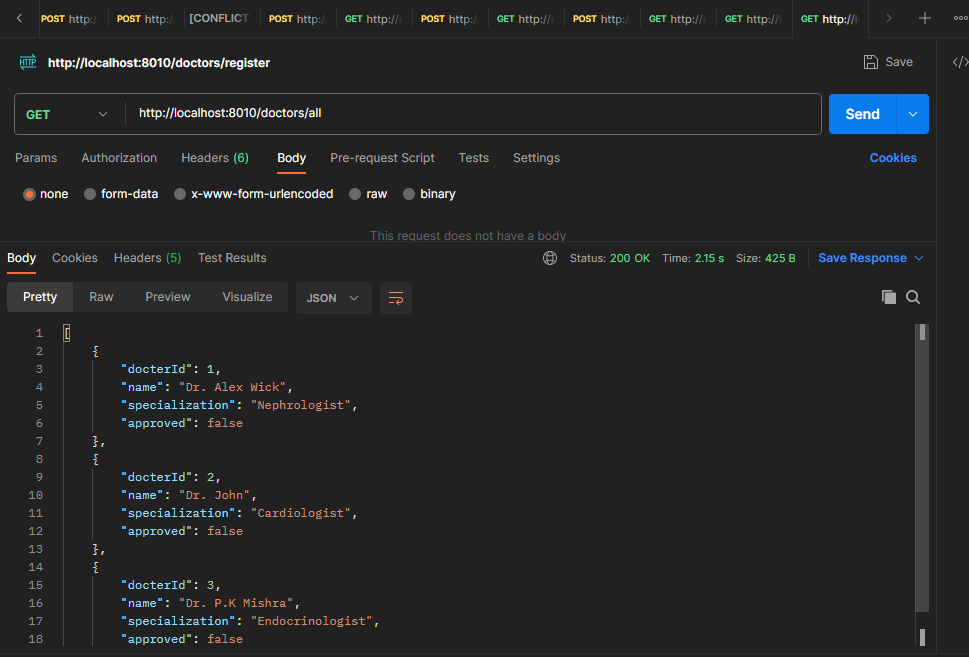 POST http:/ POST http:/ [CONFLICT POST http:/ GET http:// POST http:/ GET http:// POST http:/ GET http:// GET http:// GET http://l
HTTP http://localhost:8010/doctors/register Save </>
GET http://localhost:8010/doctors/all Send
Params Authorization Headers (6) Body Pre-request Script Tests Settings Cookies
none form-data x-www-form-urlencoded raw binary
This request does not have a body
Body Cookies Headers (5) Test Results Status: 200 OK Time: 2.15 s Size: 425 B Save Response
Pretty Raw Preview Visualize JSON
1 [
2 {
3 "docterId": 1,
4 "name": "Dr. Alex Wick",
5 "specialization": "Nephrologist",
6 "approved": false
7 },
8 {
9 "docterId": 2,
10 "name": "Dr. John",
11 "specialization": "Cardiologist",
12 "approved": false
13 },
14 {
15 "docterId": 3,
16 "name": "Dr. P.K Mishra",
17 "specialization": "Endocrinologist",
18 "approved": false